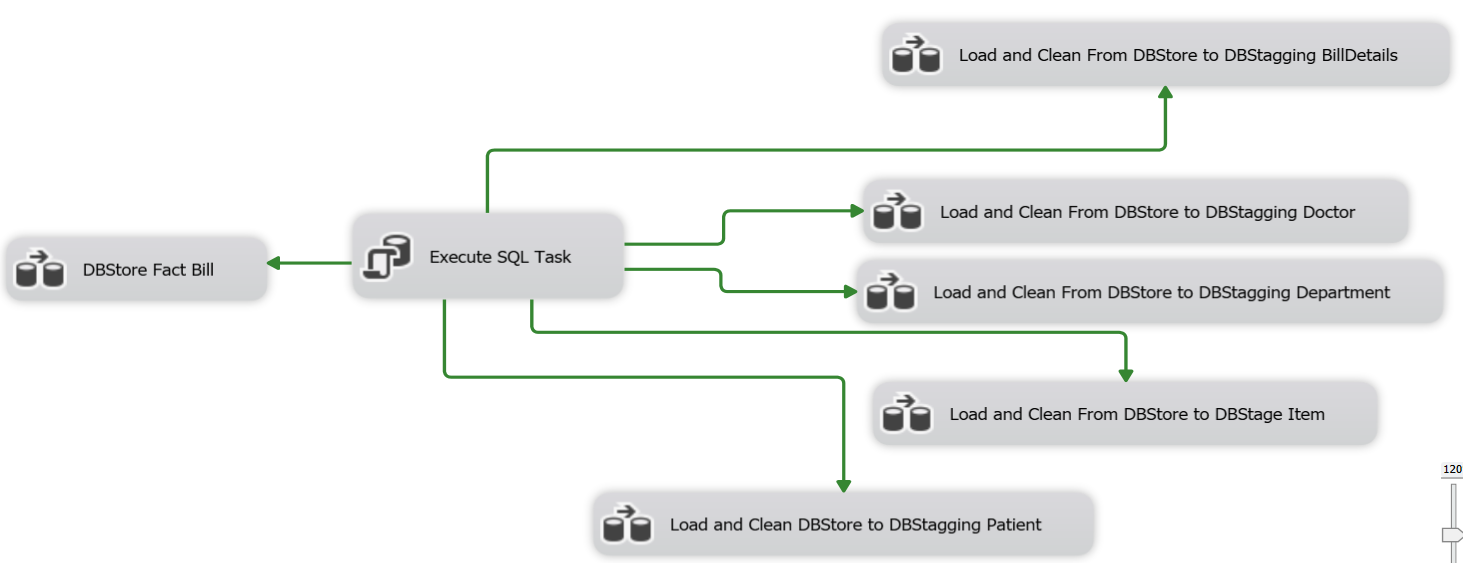 Load and Clean From DBStore to DBStagging BillDetails
Load and Clean From DBStore to DBStagging Doctor
Execute SQL Task
DBStore Fact Bill
Load and Clean From DBStore to DBStagging Department
Load and Clean From DBStore to DBStage Item
120
Load and Clean DBStore to DBStagging Patient